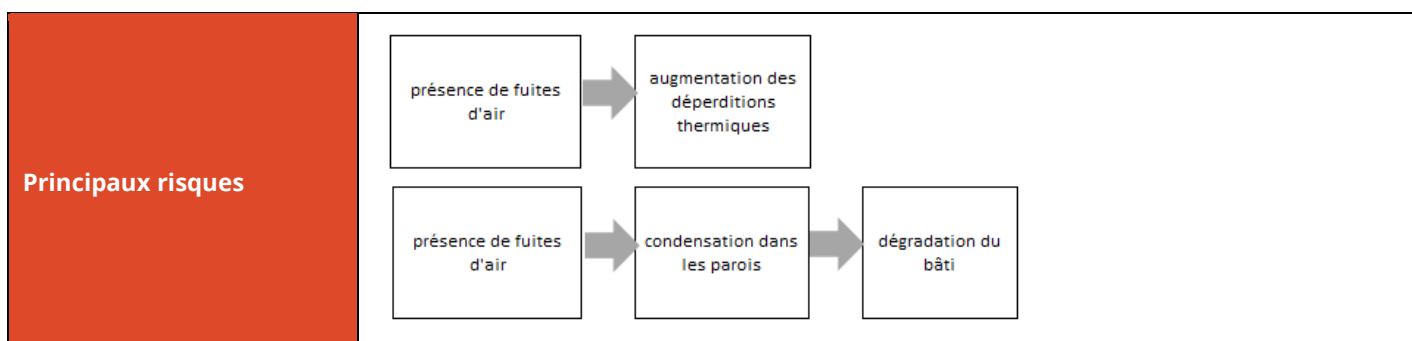 Principaux risques
présence de fuites
d'air
augmentation des
déperditions
thermiques
présence de fuites
d'air
condensation dans
les parois
dégradation du
bâti